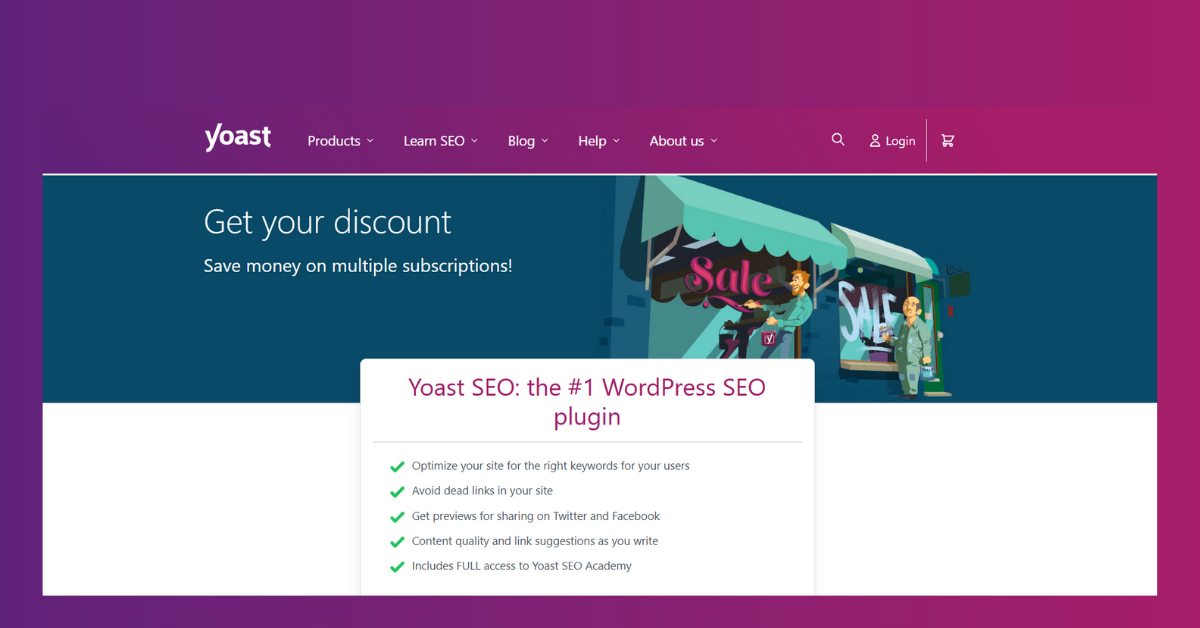 yoast Products Learn SEO Blog Help About us Login
Get your discount
Save money on multiple subscriptions!
Sale
SALE
Yoast SEO: the #1 WordPress SEO
plugin
Optimize your site for the right keywords for your users
Avoid dead links in your site
Get previews for sharing on Twitter and Facebook
Content quality and link suggestions as you write
Includes FULL access to Yoast SEO Academy